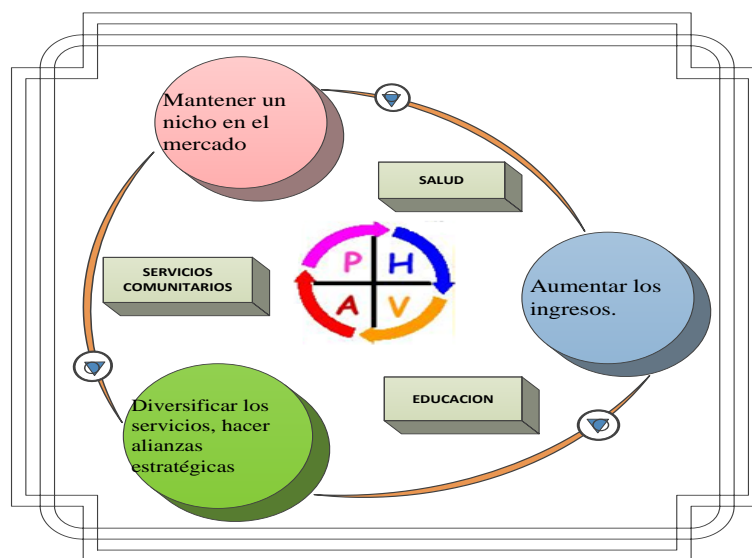 Mantener un
nicho en el
mercado
SALUD
SERVICIOS
COMUNITARIOS
P H
A V
Aumentar los
ingresos.
EDUCACION
Diversificar los
servicios, hacer
alianzas
estratégicas